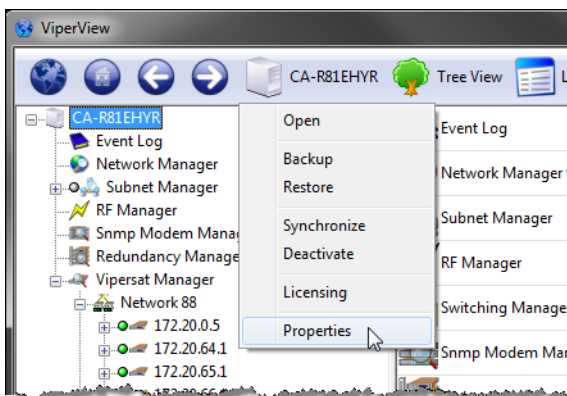 ViperView
CA-R81EHYR
Tree View
L
CA-R81EHYR
Event Log
Network Manager
Subnet Manager
RF Manager
Snmp Modem Mana
Redundancy Manage
Vipersat Manager
Network 88
172.20.0.5
172.20.64.1
172.20.65.1
Open
Backup
Restore
Synchronize
Deactivate
Licensing
Properties
Event Log
Network Manager
Subnet Manager
RF Manager
Switching Manage
Snmp Modem Mar